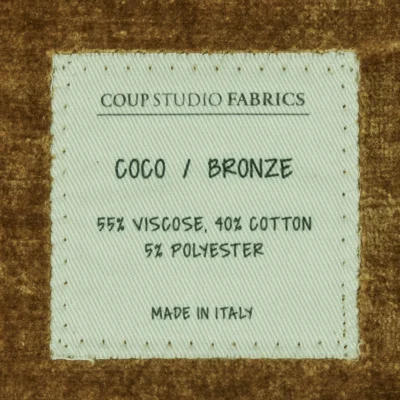 COUP STUDIO FABRICS
COCO / BRONZE
55% VISCOSE, 40% COTTON
5% POLYESTER
MADE IN ITALY